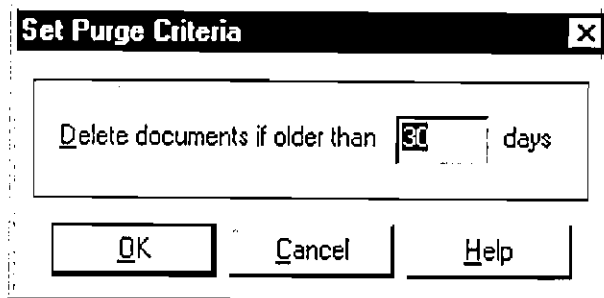 Set Purge Criteria
Delete documents if older than 30 days
OK Cancel Help